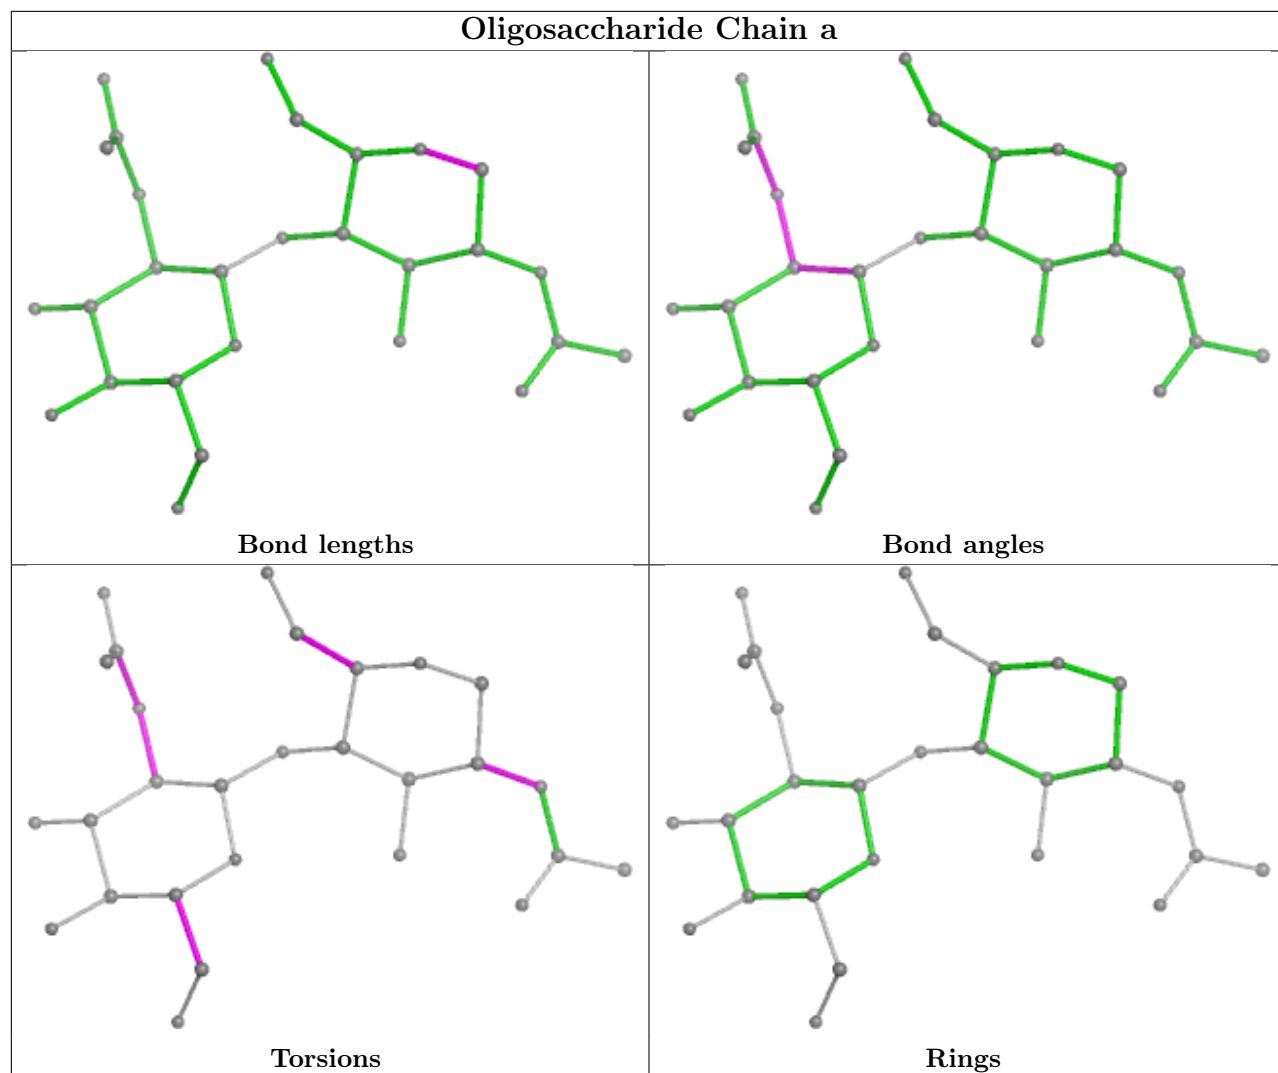 Oligosaccharide Chain a
Bond lengths
Bond angles
Torsions
Rings